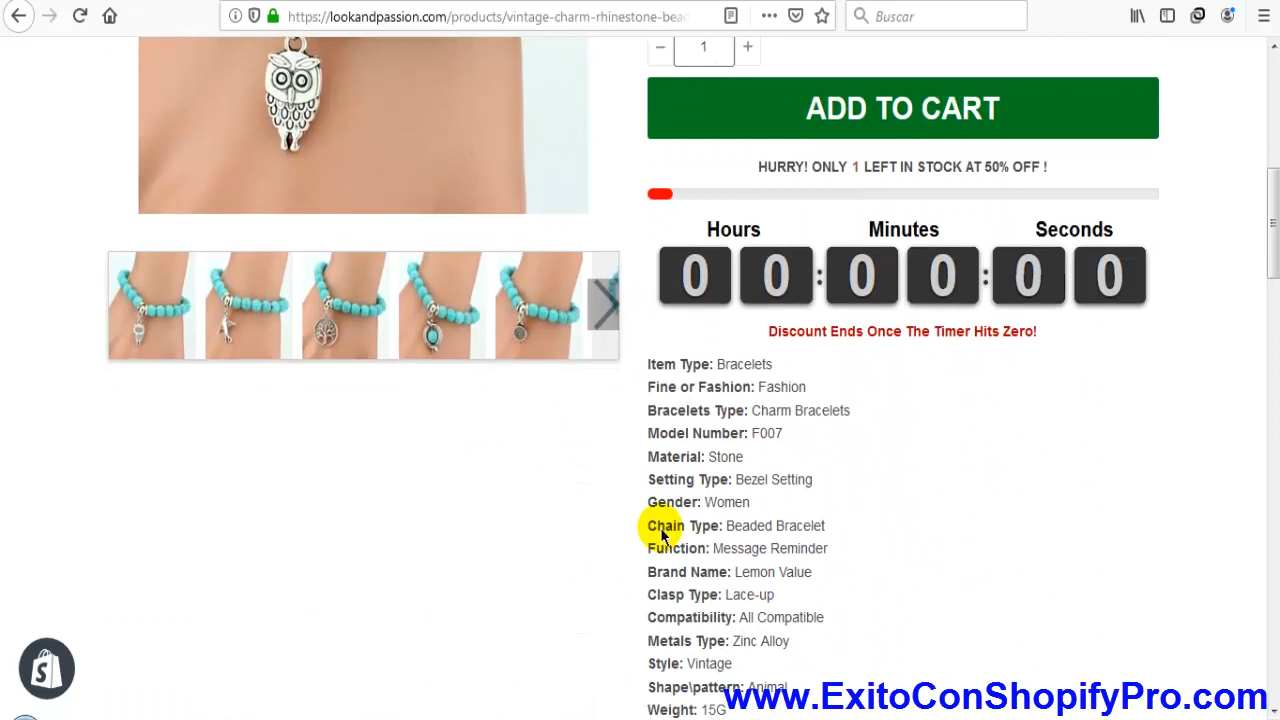 https://lookandpassion.com/products/vintage-charm-rhinestone-bead
Buscar
1
ADD TO CART
HURRY! ONLY 1 LEFT IN STOCK AT 50% OFF !
Hours Minutes Seconds
0 0 : 0 0 : 0 0
Discount Ends Once The Timer Hits Zero!
Item Type: Bracelets
Fine or Fashion: Fashion
Bracelets Type: Charm Bracelets
Model Number: F007
Material: Stone
Setting Type: Bezel Setting
Gender: Women
Chain Type: Beaded Bracelet
Function: Message Reminder
Brand Name: Lemon Value
Clasp Type: Lace-up
Compatibility: All Compatible
Metals Type: Zinc Alloy
Style: Vintage
Shape\pattern: Animal
Weight: 15G
www.ExitoConShopifyPro.com